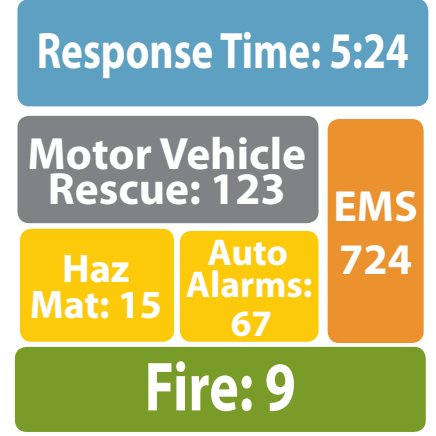 Response Time: 5:24
Motor Vehicle
Rescue: 123
EMS
724
Haz
Mat: 15
Auto
Alarms:
67
Fire: 9